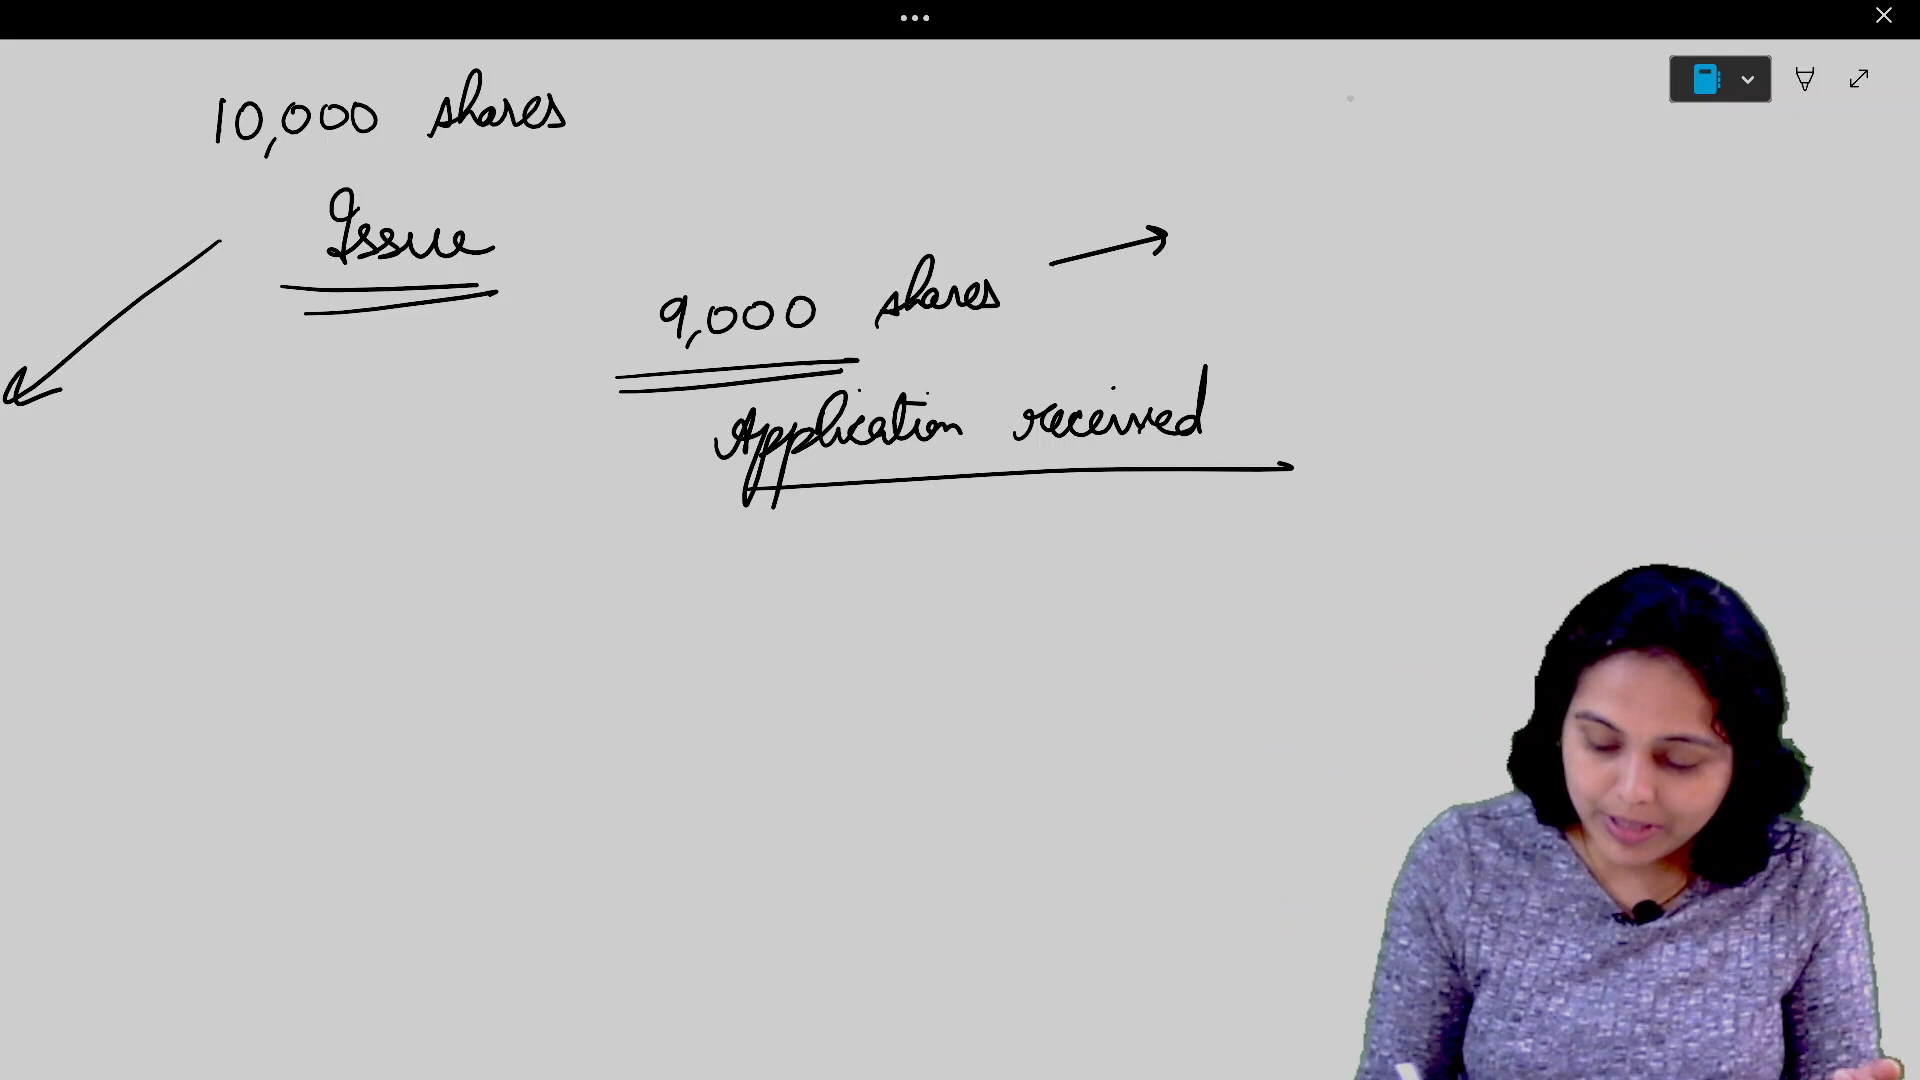 10,000 shares
Issue
9,000 shares
Application received